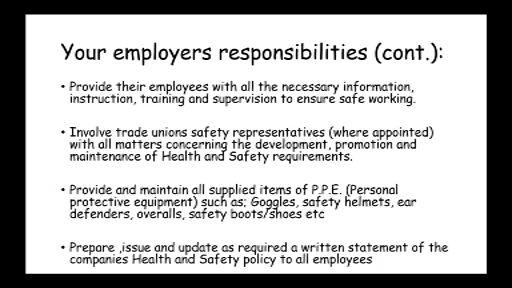 Your employers responsibilities (cont.):
• Provide their employees with all the necessary information,
instruction, training and supervision to ensure safe working.
• Involve trade unions safety representatives (where appointed)
with all matters concerning the development, promotion and
maintenance of Health and Safety requirements.
• Provide and maintain all supplied items of P.P.E. (Personal
protective equipment) such as; Goggles, safety helmets, ear
defenders, overalls, safety boots/shoes etc
• Prepare ,issue and update as required a written statement of the
companies Health and Safety policy to all employees